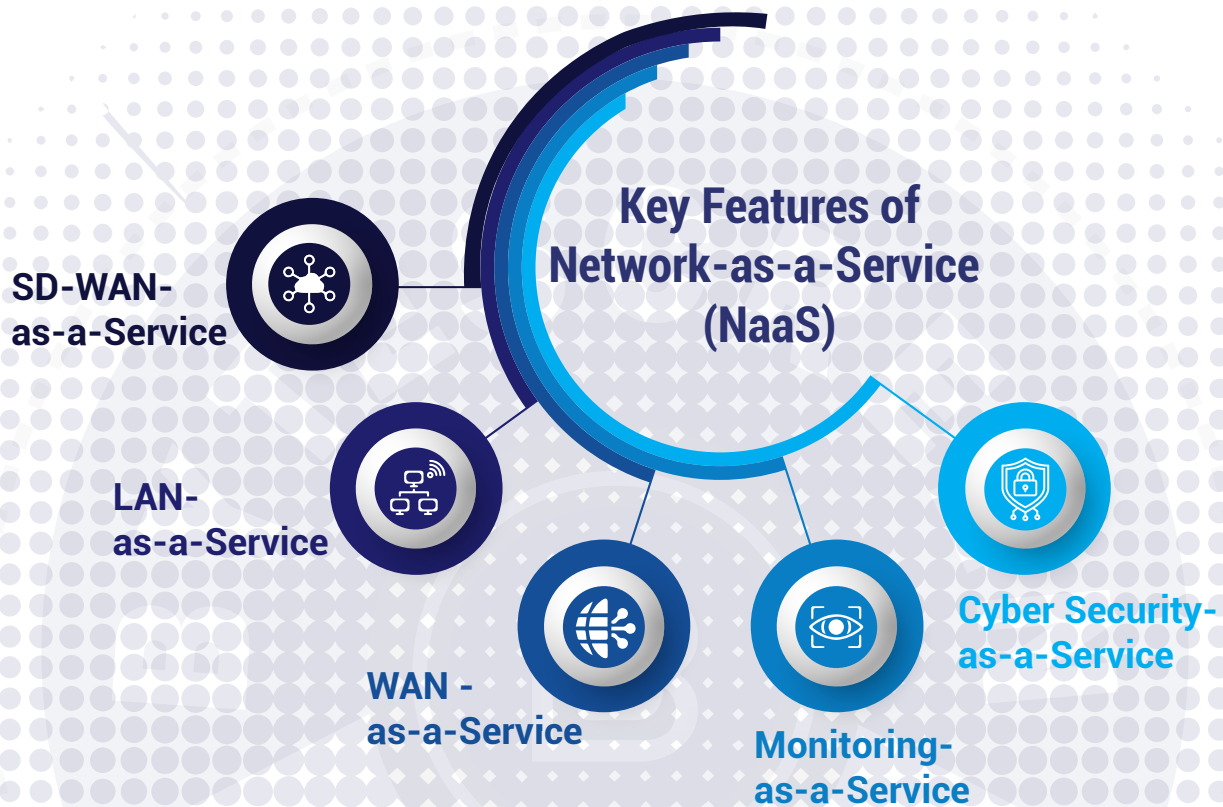 Key Features of
Network-as-a-Service
(NaaS)
SD-WAN-
as-a-Service
LAN-
as-a-Service
WAN -
as-a-Service
Monitoring-
as-a-Service
Cyber Security-
as-a-Service